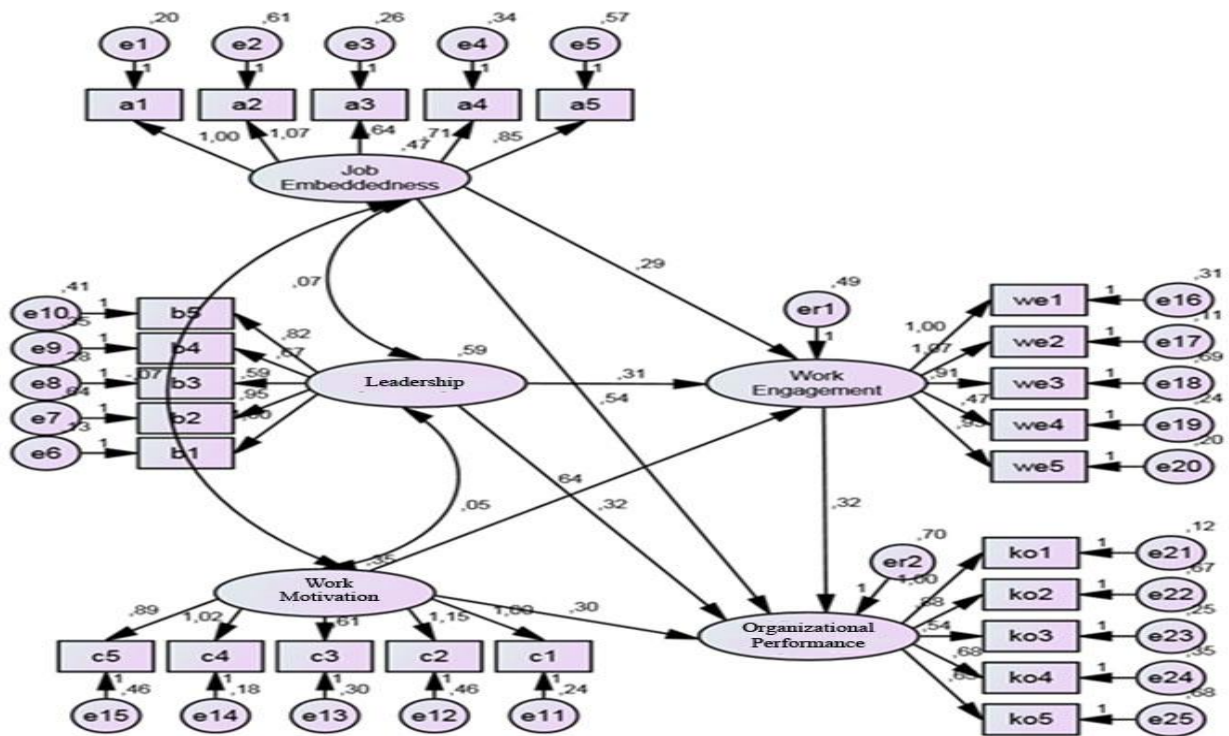 ,20 ,61 ,26 ,34 ,57
e1 e2 e3 e4 e5
1 1 1 1 1
a1 a2 a3 a4 a5
1,00 1,07 ,64 ,71 ,85
,47
Job
Embeddedness
,07
,29
,49
er1
1
,41
e10 1 b5
e9 1 b4
,28
e8 1 b3
e7 1 b2
,13
e6 1 b1
-,07
,82
,67
,59
,95
,59
Leadership
,31
,54
Work
Engagement
1,00
1,07
,91
,47
we1 1 e16 ,31
we2 1 e17 ,11
we3 1 e18 ,69
we4 1 e19 ,24
we5 1 e20 ,20
,64
,05
,32
,32
,35
Work
Motivation
,89 1,02 ,61 1,15 1,00
,30
c5 c4 c3 c2 c1
1 1 1 1 1
,46 ,18 ,30 ,46 ,24
e15 e14 e13 e12 e11
,70
er2
1
Organizational
Performance
1,00
,88
,54
,68
ko1 1 e21 ,12
ko2 1 e22 ,67
ko3 1 e23 ,25
ko4 1 e24 ,35
ko5 1 e25 ,68